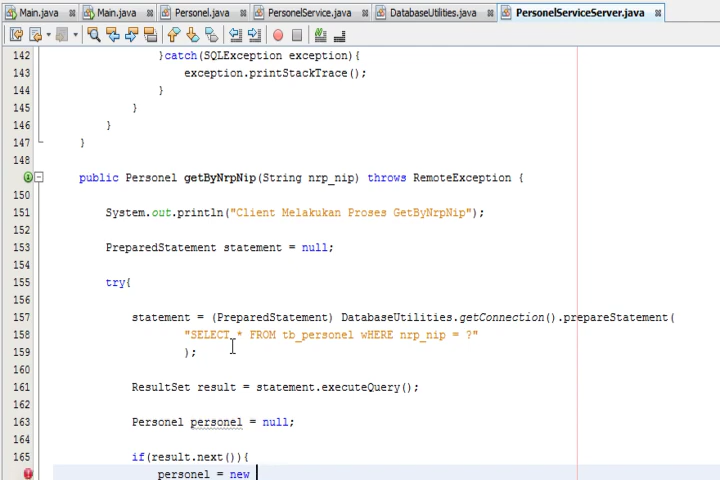 Main.java Main.java Personel.java PersonelService.java DatabaseUtilities.java PersonelServiceServer.java
142 }catch(SQLException exception){
143 exception.printStackTrace();
144 }
145 }
146 }
147 }
148
public Personel getByNrpNip(String nrp_nip) throws RemoteException {
150
151 System.out.println("Client Melakukan Proses GetByNrpNip");
152
153 PreparedStatement statement = null;
154
155 try{
156
157 statement = (PreparedStatement) DatabaseUtilities.getConnection().prepareStatement(
158 "SELECT * FROM tb_personel wHERE nrp_nip = ?"
159 );
160
161 ResultSet result = statement.executeQuery();
162
163 Personel personel = null;
164
165 if(result.next()){
personel = new